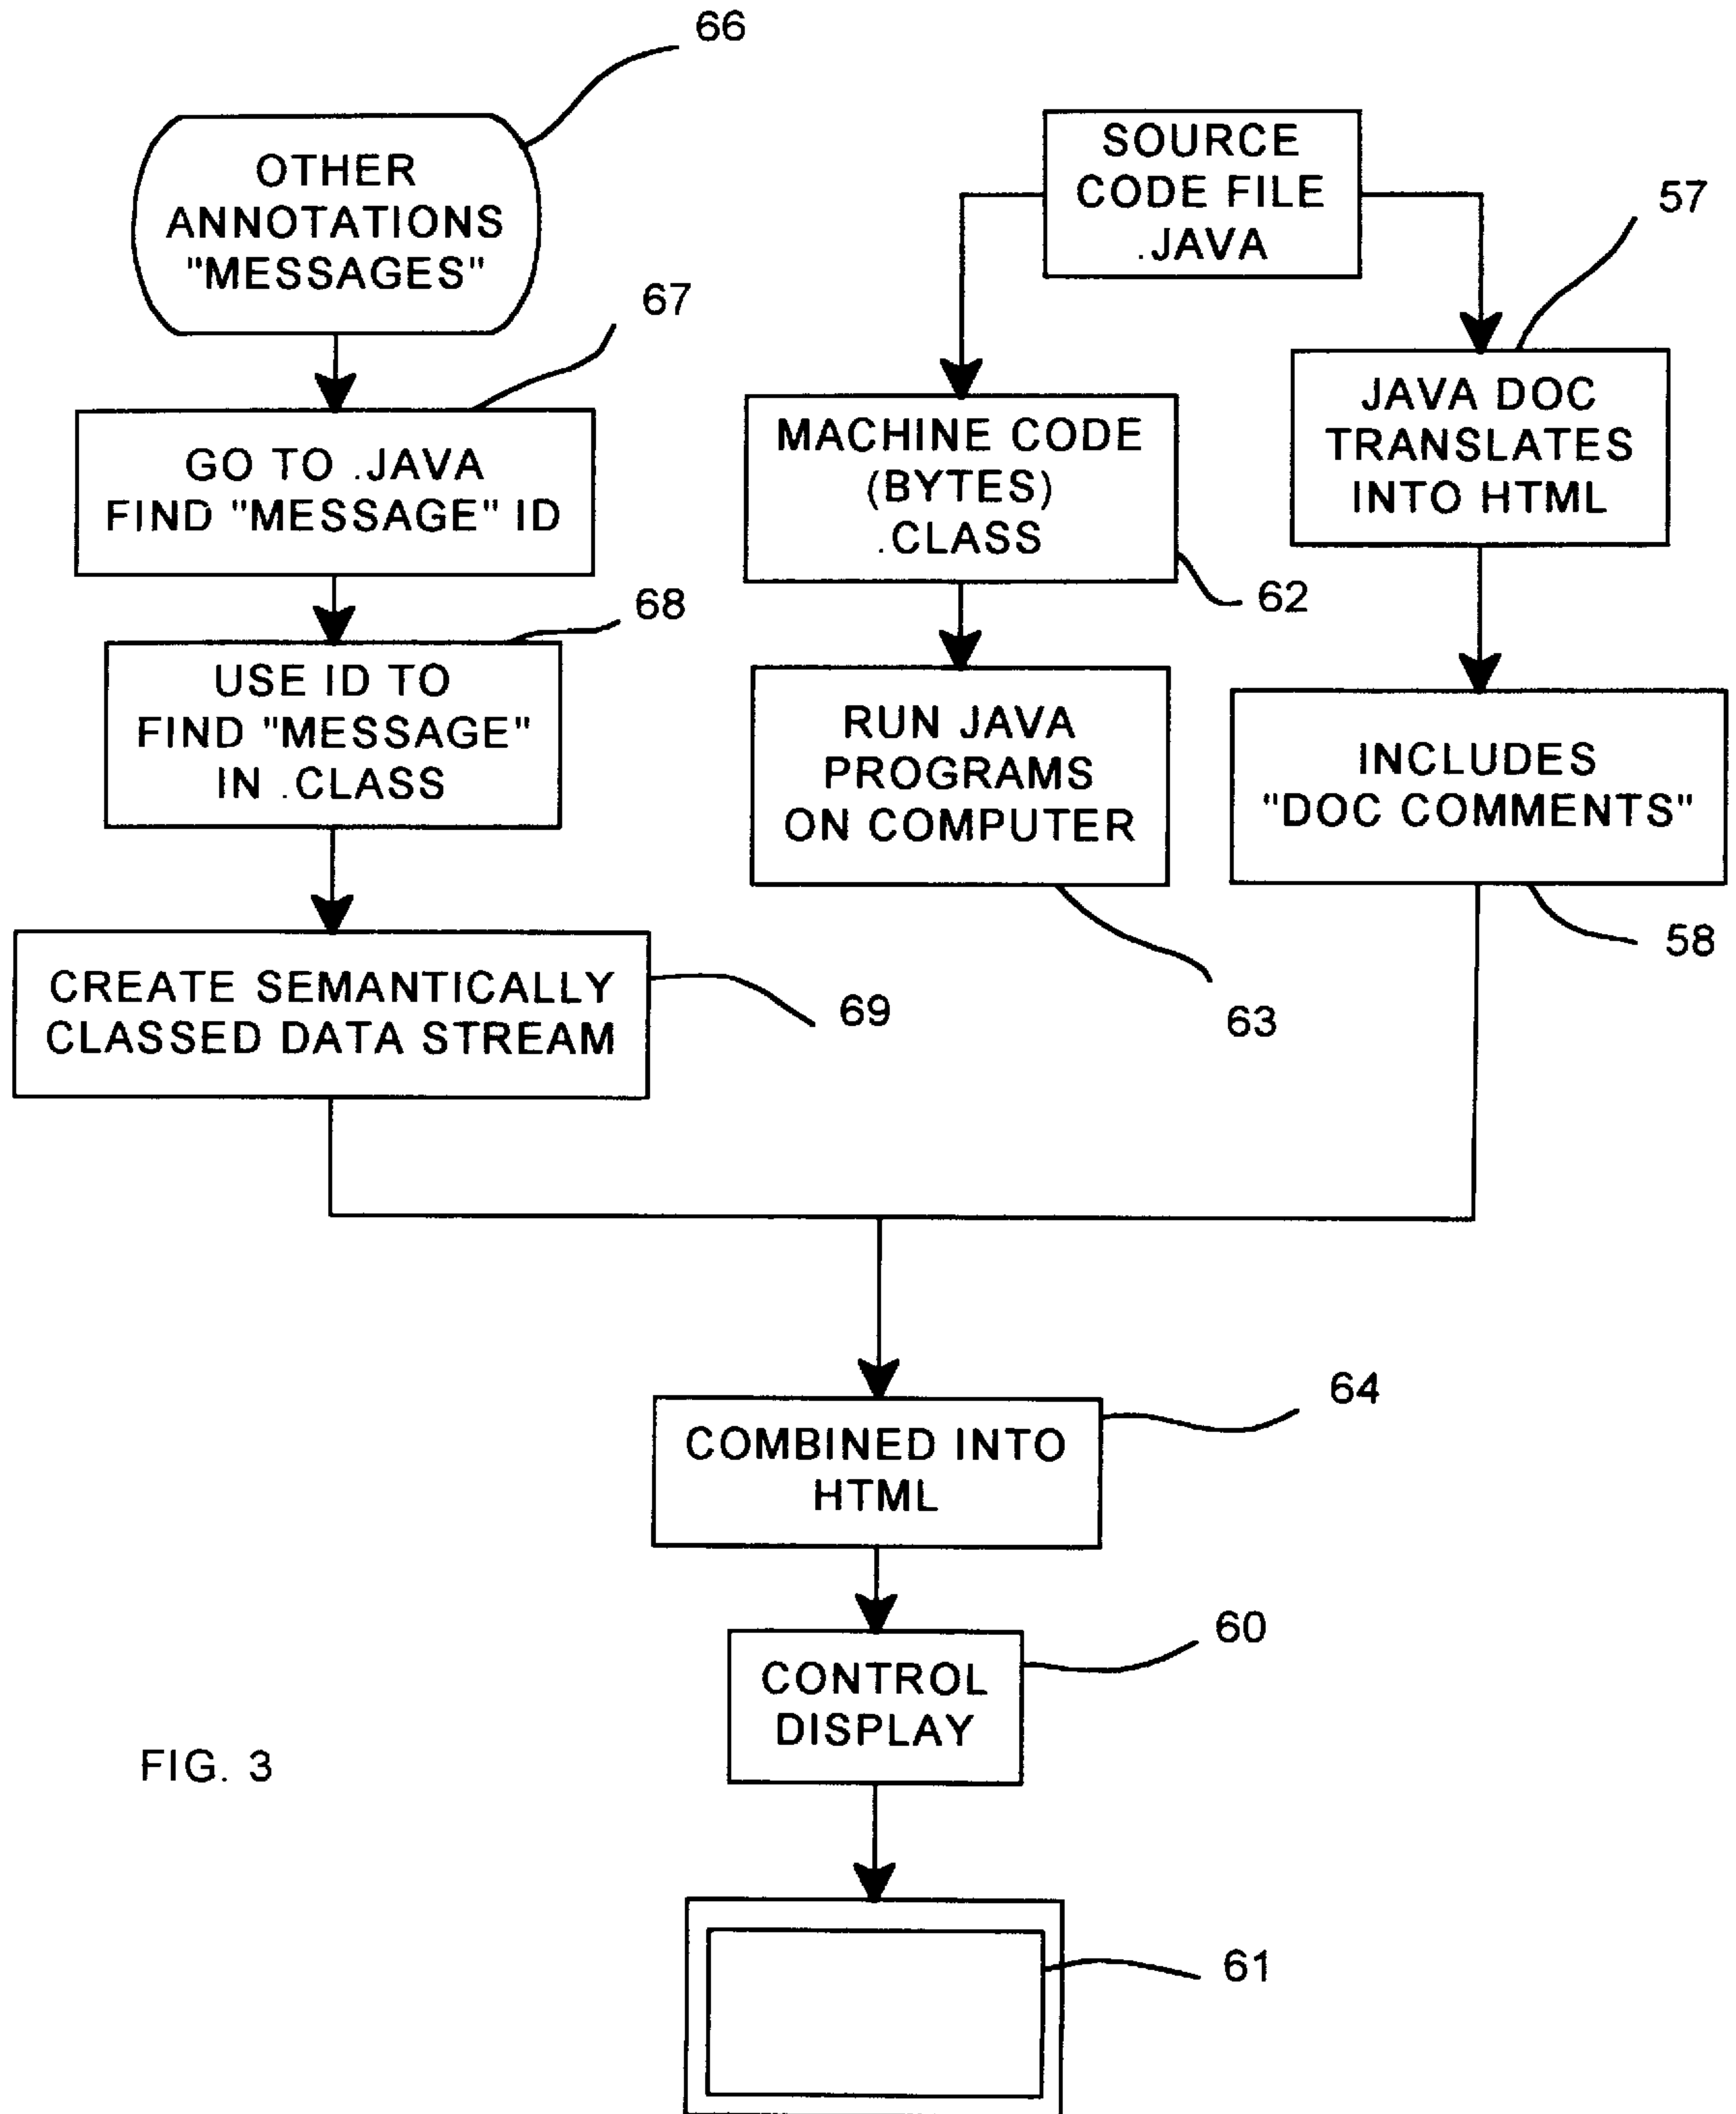 66
OTHER
ANNOTATIONS
"MESSAGES"
SOURCE
CODE FILE
.JAVA
57
67
GO TO .JAVA
FIND "MESSAGE" ID
MACHINE CODE
(BYTES)
.CLASS
62
JAVA DOC
TRANSLATES
INTO HTML
68
USE ID TO
FIND "MESSAGE"
IN .CLASS
RUN JAVA
PROGRAMS
ON COMPUTER
63
INCLUDES
"DOC COMMENTS"
58
CREATE SEMANTICALLY
CLASSED DATA STREAM
69
64
COMBINED INTO
HTML
60
CONTROL
DISPLAY
FIG. 3
61